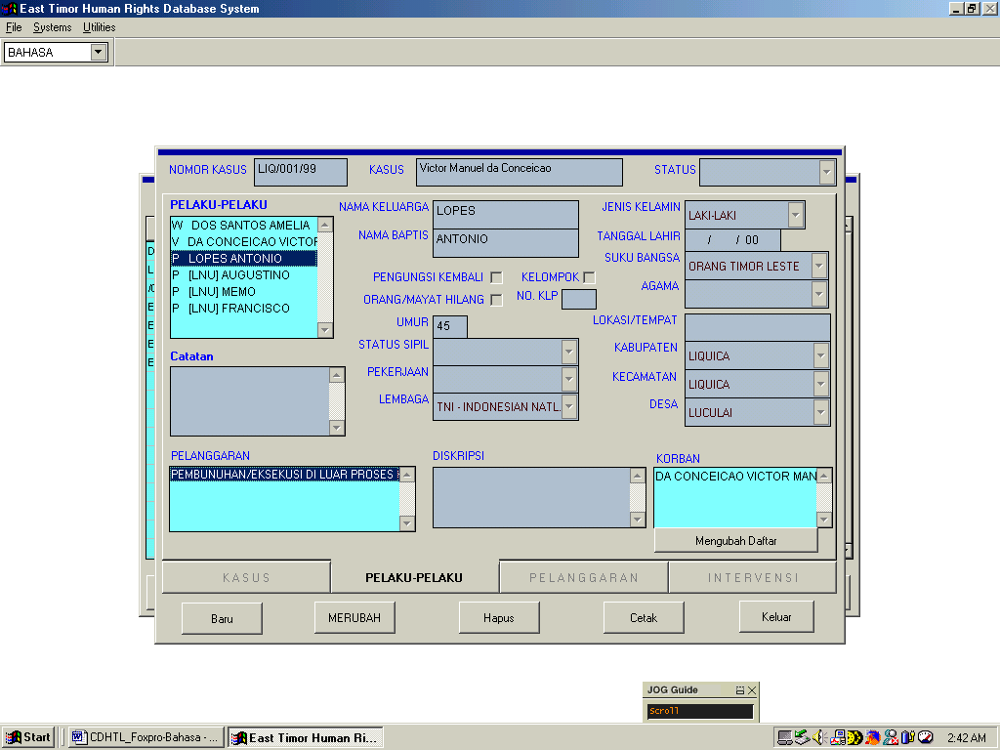 East Timor Human Rights Database System
File Systems Utilities
BAHASA
NOMOR KASUS LIQ/001/99 KASUS Victor Manuel da Conceicao STATUS
PELAKU-PELAKU
W DOS SANTOS AMELIA
V DA CONCEICAO VICTOR
P LOPES ANTONIO
P [LNU] AUGUSTINO
P [LNU] MEMO
P [LNU] FRANCISCO
Catatan
NAMA KELUARGA LOPES
NAMA BAPTIS ANTONIO
PENGUNGSI KEMBALI KELOMPOK
ORANG/MAYAT HILANG NO. KLP
UMUR 45
STATUS SIPIL
PEKERJAAN
LEMBAGA TNI - INDONESIAN NATL.
JENIS KELAMIN LAKI-LAKI
TANGGAL LAHIR / / 00
SUKU BANGSA ORANG TIMOR LESTE
AGAMA
LOKASI/TEMPAT
KABUPATEN LIQUICA
KECAMATAN LIQUICA
DESA LUCULAI
PELANGGARAN
PEMBUNUHAN/EKSEKUSI DI LUAR PROSES
DISKRIPSI
KORBAN
DA CONCEICAO VICTOR MAN
Mengubah Daftar
KASUS PELAKU-PELAKU PELANGGARAN INTERVENSI
Baru MERUBAH Hapus Cetak Keluar
JOG Guide
scroll
Start CDHTL_Foxpro-Bahasa - ... East Timor Human Ri... 2:42 AM